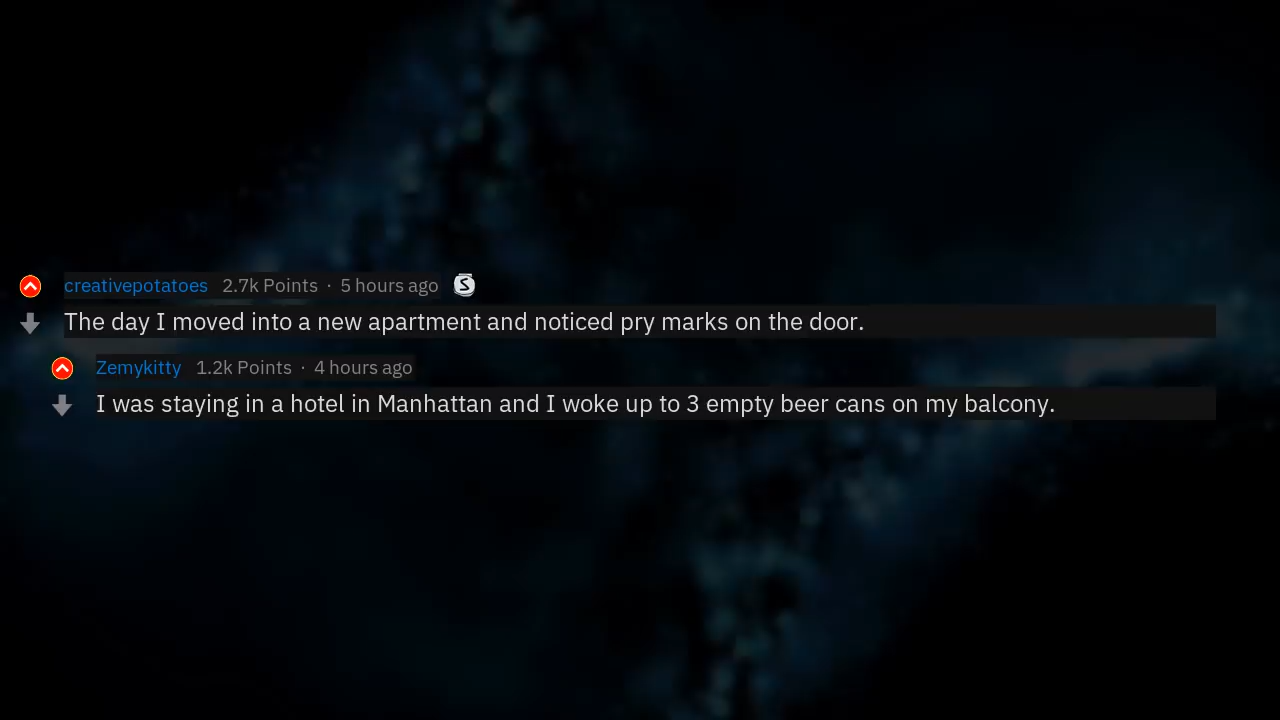 creativepotatoes 2.7k Points · 5 hours ago S
The day I moved into a new apartment and noticed pry marks on the door.
Zemykitty 1.2k Points · 4 hours ago
I was staying in a hotel in Manhattan and I woke up to 3 empty beer cans on my balcony.